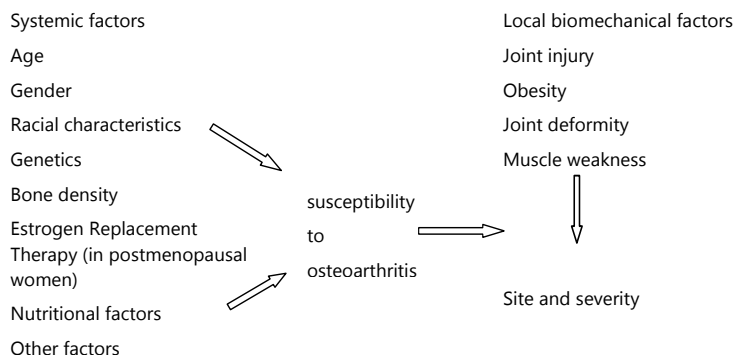 Systemic factors
Age
Gender
Racial characteristics
Genetics
Bone density
Estrogen Replacement
Therapy (in postmenopausal
women)
Nutritional factors
Other factors
susceptibility
to
osteoarthritis
Local biomechanical factors
Joint injury
Obesity
Joint deformity
Muscle weakness
Site and severity